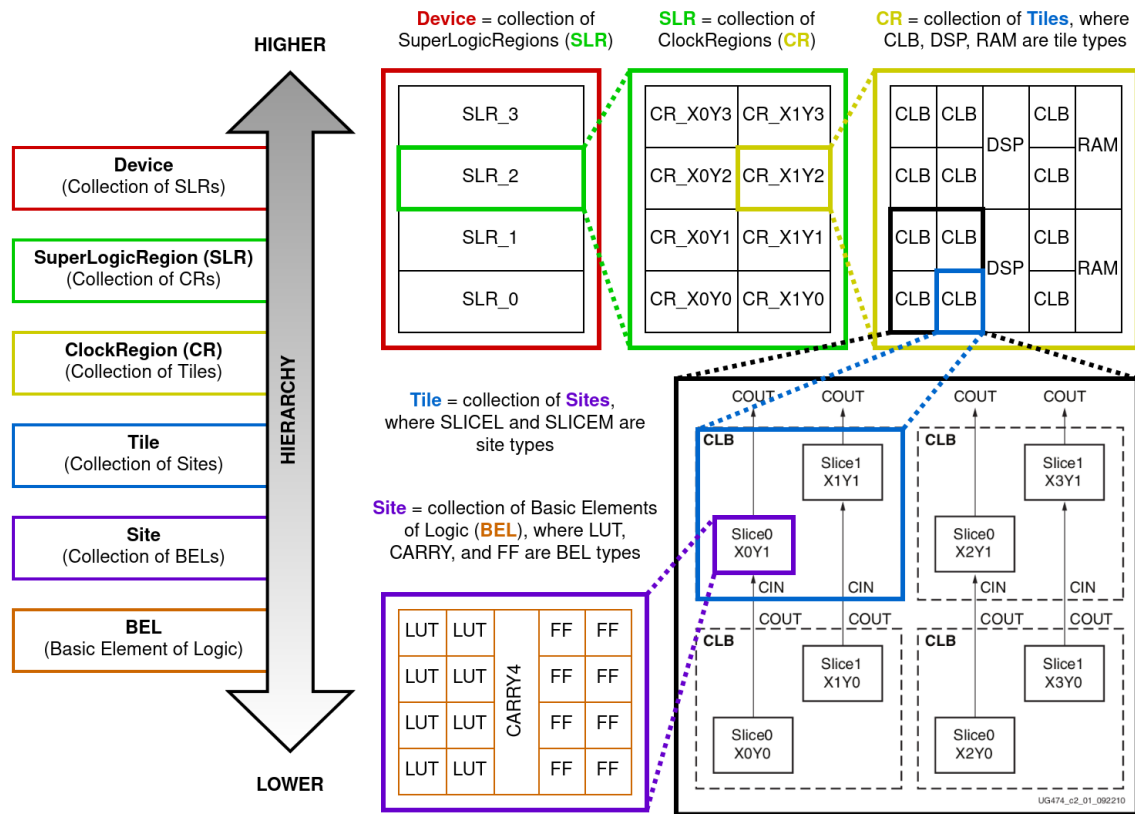 HIGHER
HIERARCHY
LOWER
Device
(Collection of SLRs)
SuperLogicRegion (SLR)
(Collection of CRs)
ClockRegion (CR)
(Collection of Tiles)
Tile
(Collection of Sites)
Site
(Collection of BELs)
BEL
(Basic Element of Logic)
Device = collection of
SuperLogicRegions (SLR)
SLR_3
SLR_2
SLR_1
SLR_0
SLR = collection of
ClockRegions (CR)
CR_X0Y3 CR_X1Y3
CR_X0Y2 CR_X1Y2
CR_X0Y1 CR_X1Y1
CR_X0Y0 CR_X1Y0
CR = collection of Tiles, where
CLB, DSP, RAM are tile types
CLB CLB CLB
DSP RAM
CLB CLB CLB
CLB CLB CLB
DSP RAM
CLB CLB CLB
Tile = collection of Sites,
where SLICEL and SLICEM are
site types
Site = collection of Basic Elements
of Logic (BEL), where LUT,
CARRY, and FF are BEL types
LUT LUT FF FF
LUT LUT FF FF
LUT LUT FF FF
LUT LUT FF FF
CARRY4
COUT COUT COUT COUT
CLB
Slice1
X1Y1
Slice0
X0Y1
CIN CIN
CLB
Slice1
X3Y1
Slice0
X2Y1
CIN CIN
COUT COUT COUT COUT
CLB
Slice1
X1Y0
Slice0
X0Y0
CLB
Slice1
X3Y0
Slice0
X2Y0
UG474_c2_01_092210